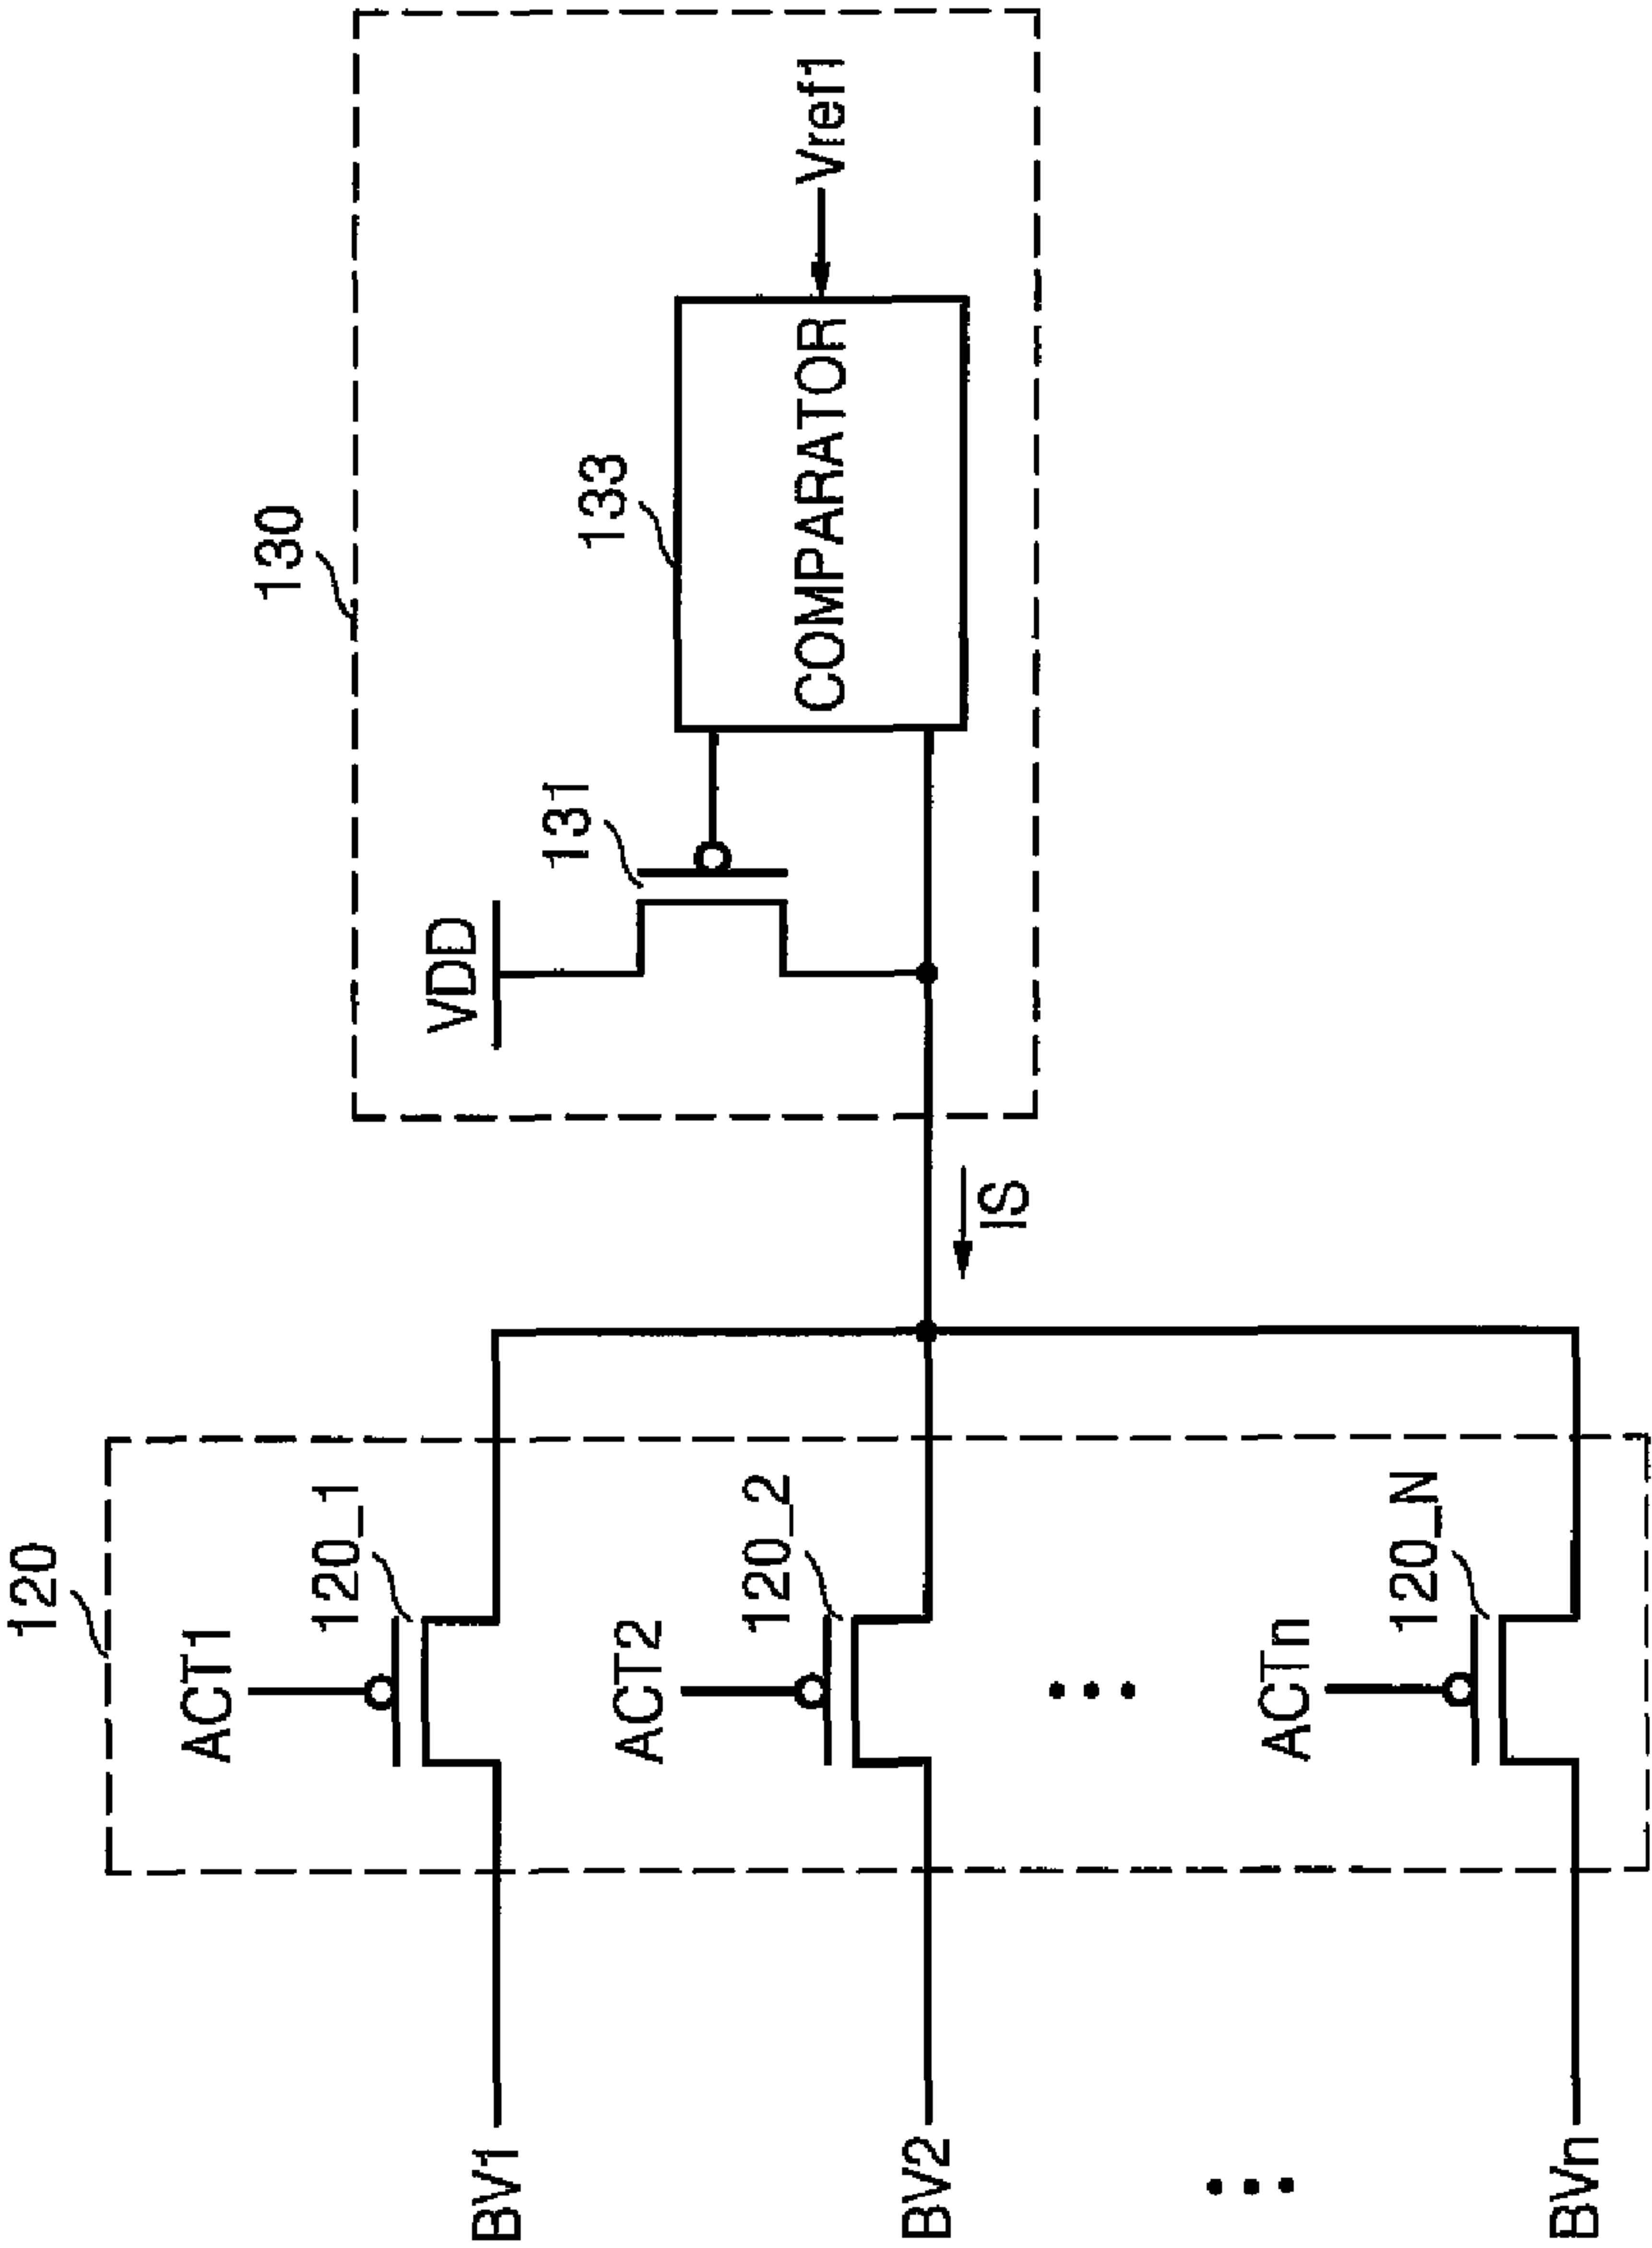 120
130
ACT1
120_1
VDD
131
133
BV1
ACT2
120_2
COMPARATOR
Vref1
BV2
IS
ACTn
120_N
BVn